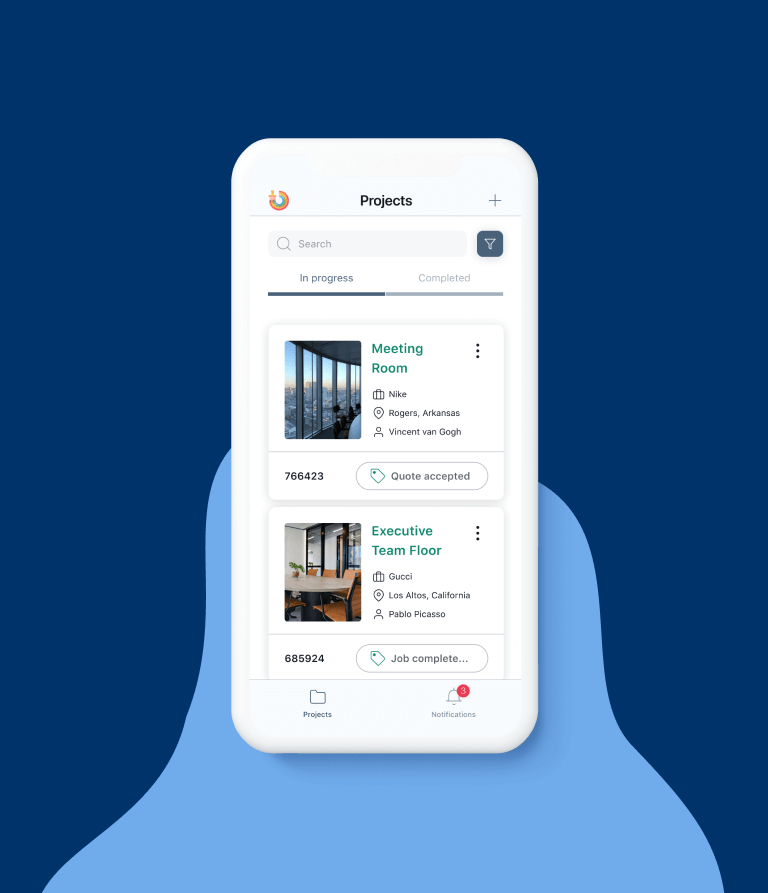 Projects
Search
In progress
Completed
Meeting
Room
Nike
Rogers, Arkansas
Vincent van Gogh
766423
Quote accepted
Executive
Team Floor
Gucci
Los Altos, California
Pablo Picasso
685924
Job complete...
Projects
3
Notifications